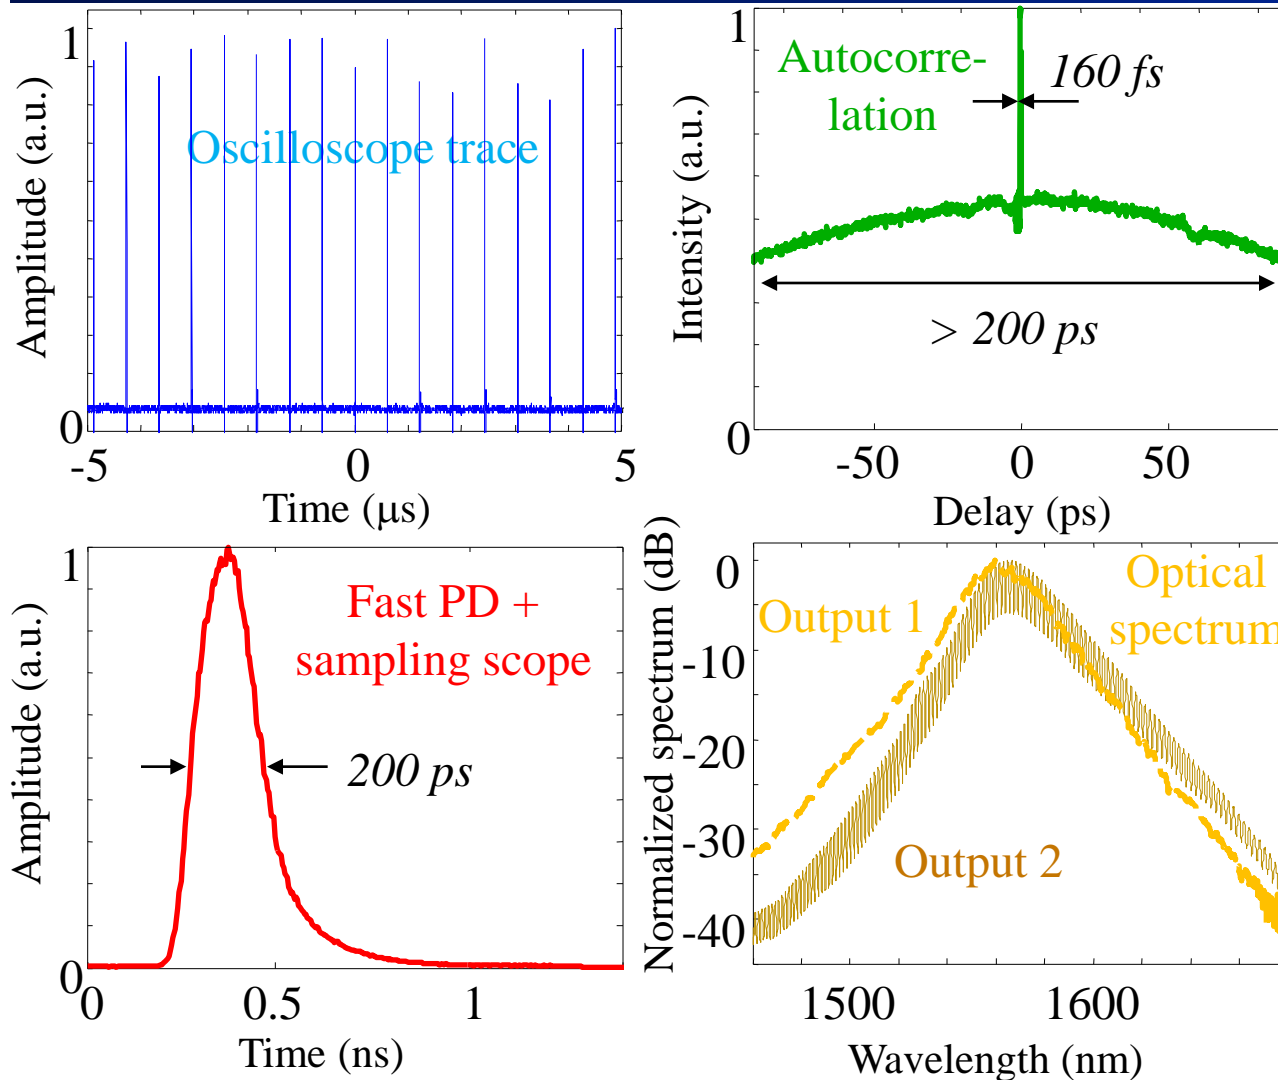 1
Amplitude (a.u.)
Oscilloscope trace
0
-5
0
5
Time (μs)
1
Intensity (a.u.)
Autocorre-
lation
160 fs
> 200 ps
0
-50
0
50
Delay (ps)
1
Amplitude (a.u.)
Fast PD +
sampling scope
200 ps
0
0
0.5
1
Time (ns)
Normalized spectrum (dB)
0
-10
-20
-30
-40
Output 1
Optical
spectrum
Output 2
1500
1600
Wavelength (nm)